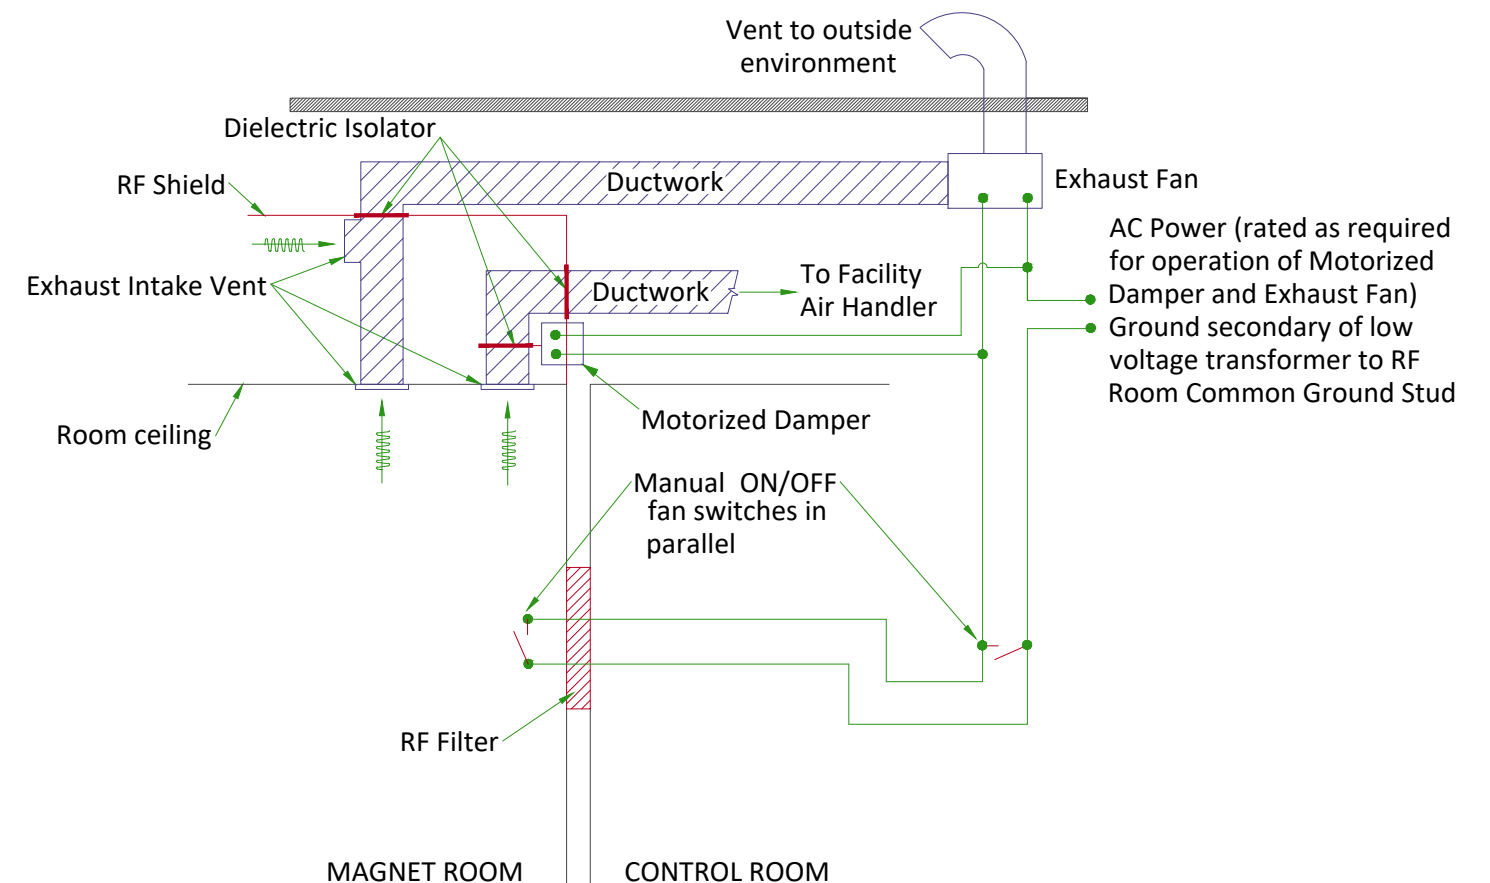 Vent to outside
environment
Dielectric Isolator
RF Shield
Ductwork
Exhaust Fan
AC Power (rated as required
for operation of Motorized
Damper and Exhaust Fan)
Ground secondary of low
voltage transformer to RF
Room Common Ground Stud
Exhaust Intake Vent
Ductwork
To Facility
Air Handler
Room ceiling
Motorized Damper
Manual ON/OFF
fan switches in
parallel
RF Filter
MAGNET ROOM
CONTROL ROOM